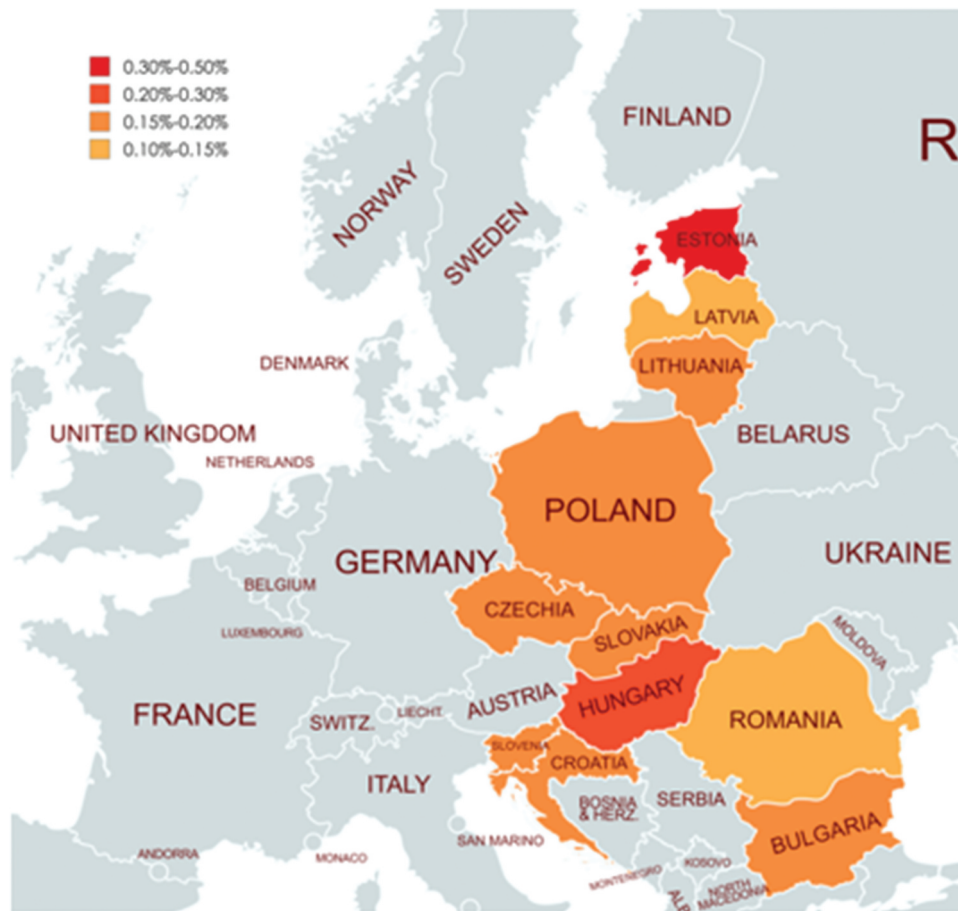 0.30%-0.50%
0.20%-0.30%
0.15%-0.20%
0.10%-0.15%
FINLAND
R
NORWAY
SWEDEN
ESTONIA
LATVIA
DENMARK
LITHUANIA
UNITED KINGDOM
BELARUS
NETHERLANDS
POLAND
UKRAINE
GERMANY
BELGIUM
CZECHIA
LUXEMBOURG
SLOVAKIA
MOLDOVA
HUNGARY
AUSTRIA
FRANCE
LIECHT.
SWITZ.
ROMANIA
SLOVENIA
CROATIA
ITALY
BOSNIA
& HERZ.
SERBIA
BULGARIA
SAN MARINO
ANDORRA
MONACO
KOSOVO
MONTENEGRO
NORTH
MACEDONIA
AL